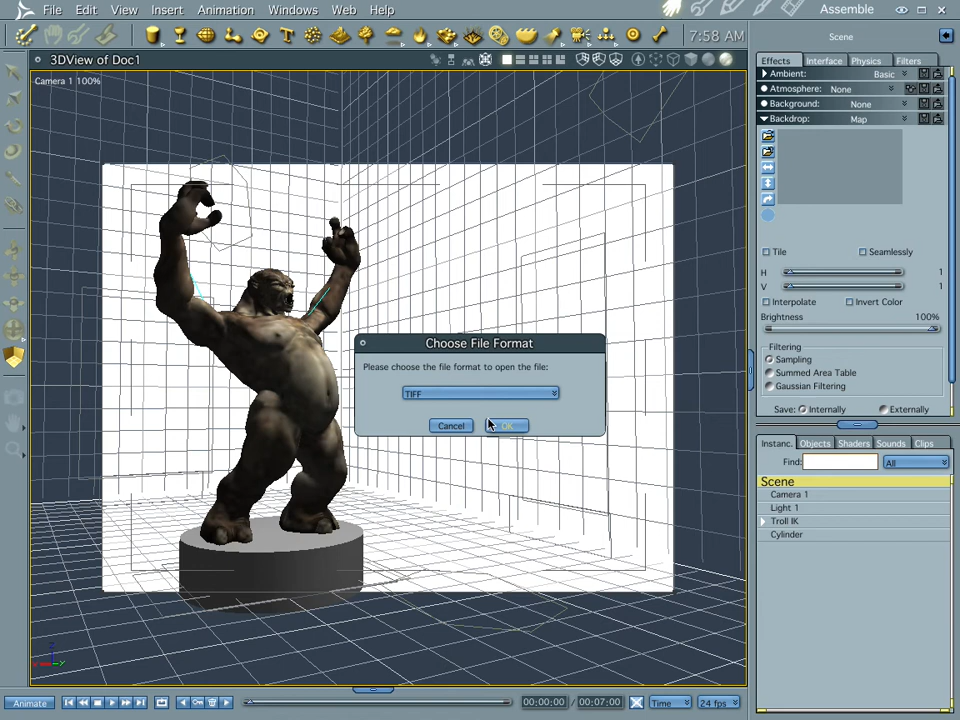 File Edit View Insert Animation Windows Web Help
Assemble
7:58 AM
3DView of Doc1
Camera 1 100%
Scene
Effects Interface Physics Filters
Ambient: Basic
Atmosphere: None
Background: None
Backdrop: Map
Tile Seamlessly
H 1
V 1
Interpolate Invert Color
Brightness 100%
Filtering
Sampling
Summed Area Table
Gaussian Filtering
Save: Internally Externally
Choose File Format
Please choose the file format to open the file:
TIFF
Cancel OK
Instanc. Objects Shaders Sounds Clips
Find: All
Scene
Camera 1
Light 1
Troll IK
Cylinder
Animate
00:00:00 / 00:07:00
Time
24 fps